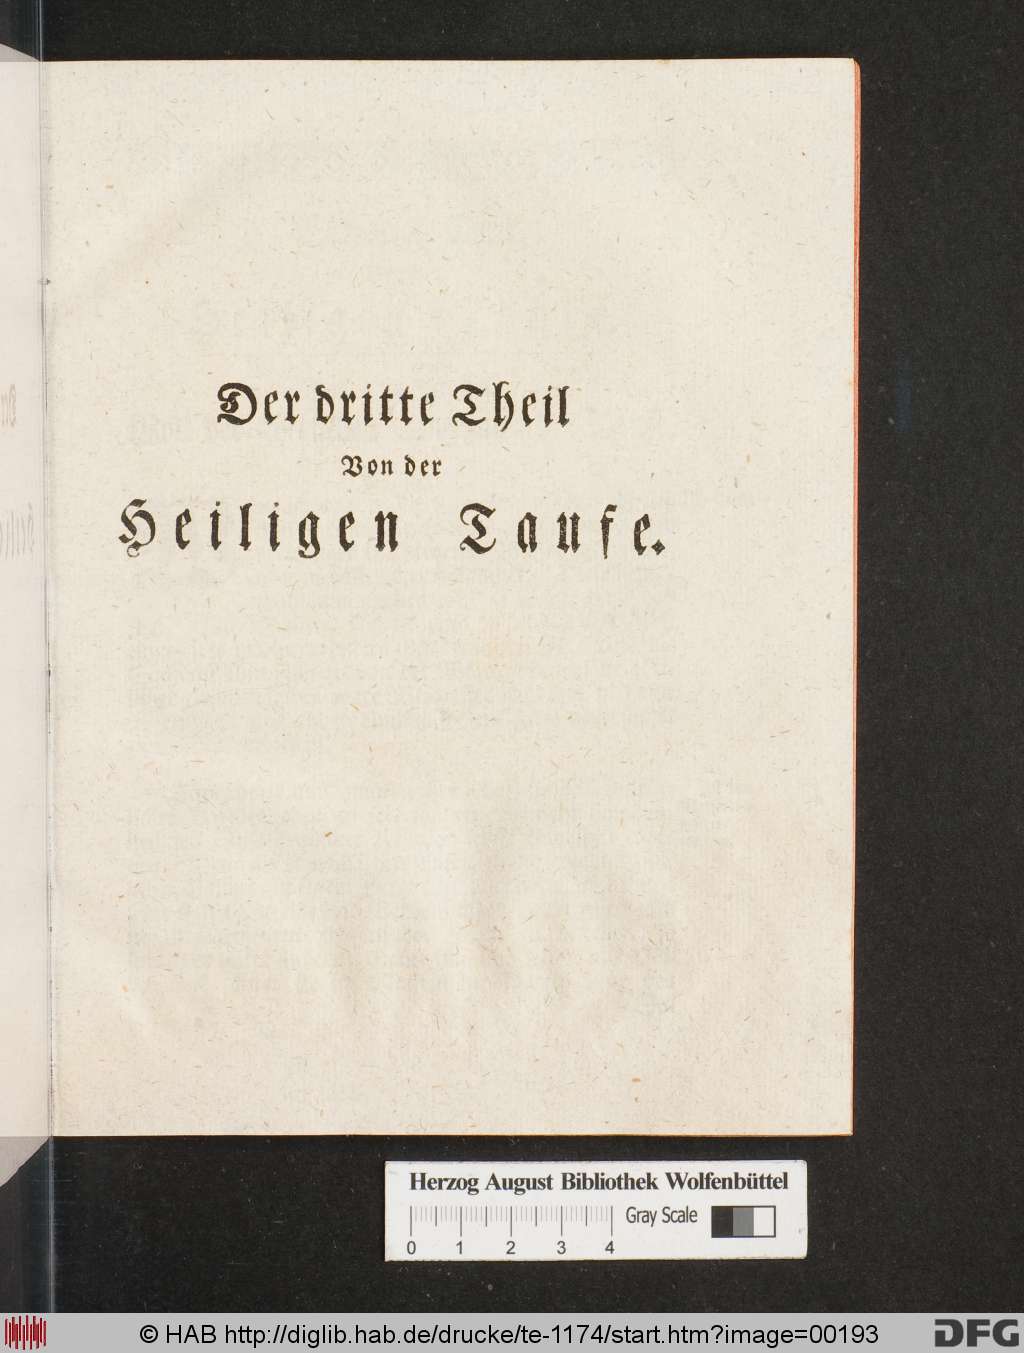 Der dritte Theil
Von der
Heiligen Taufe.
Herzog August Bibliothek Wolfenbüttel
Gray Scale
0 1 2 3 4
© HAB http://diglib.hab.de/drucke/te-1174/start.htm?image=00193
DFG